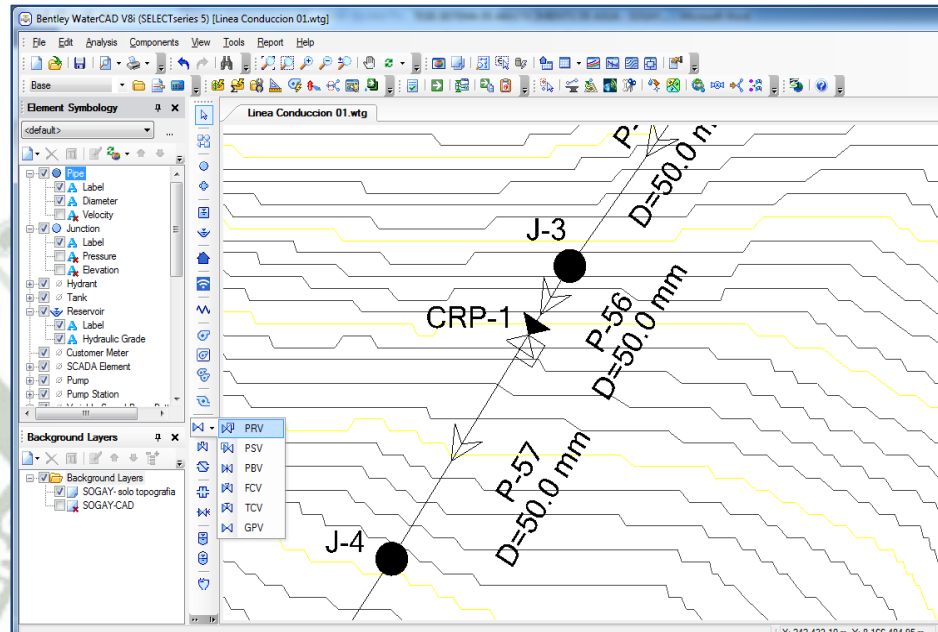 Bentley WaterCAD V8i (SELECTseries 5) [Linea Conduccion 01.wtg]
File Edit Analysis Components View Tools Report Help
Base
Element Symbology
<default>
...
Pipe
Label
Diameter
Velocity
Junction
Label
Pressure
Elevation
Hydrant
Tank
Reservoir
Label
Hydraulic Grade
Customer Meter
SCADA Element
Pump
Pump Station
Background Layers
Background Layers
SOGAY- solo topografia
SOGAY-CAD
PRV
PSV
PBV
FCV
TCV
GPV
Linea Conduccion 01.wtg
D=50.0 m
J-3
P-56
D=50.0 mm
CRP-1
P-57
D=50.0 mm
J-4